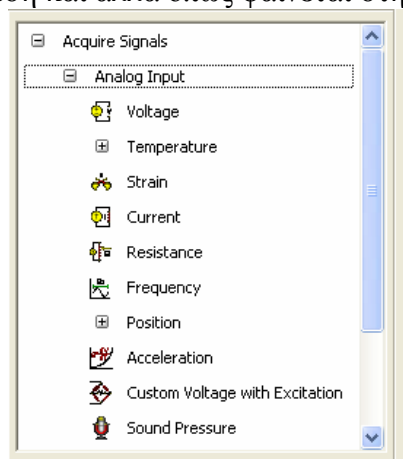 Acquire Signals
Analog Input
Voltage
Temperature
Strain
Current
Resistance
Frequency
Position
Acceleration
Custom Voltage with Excitation
Sound Pressure